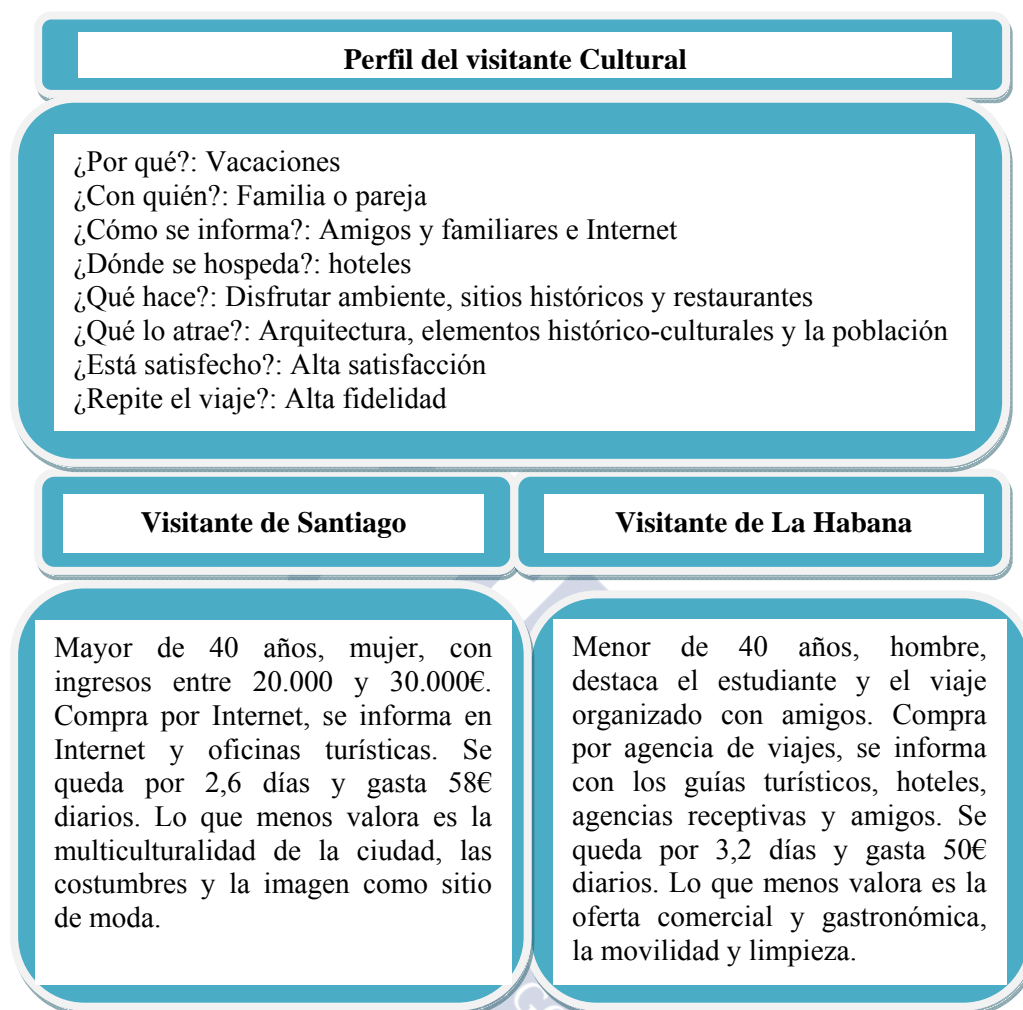 Perfil del visitante Cultural
¿Por qué?: Vacaciones
¿Con quién?: Familia o pareja
¿Cómo se informa?: Amigos y familiares e Internet
¿Dónde se hospeda?: hoteles
¿Qué hace?: Disfrutar ambiente, sitios históricos y restaurantes
¿Qué lo atrae?: Arquitectura, elementos histórico-culturales y la población
¿Está satisfecho?: Alta satisfacción
¿Repite el viaje?: Alta fidelidad
Visitante de Santiago
Mayor de 40 años, mujer, con
ingresos entre 20.000 y 30.000€.
Compra por Internet, se informa en
Internet y oficinas turísticas. Se
queda por 2,6 días y gasta 58€
diarios. Lo que menos valora es la
multiculturalidad de la ciudad, las
costumbres y la imagen como sitio
de moda.
Visitante de La Habana
Menor de 40 años, hombre,
destaca el estudiante y el viaje
organizado con amigos. Compra
por agencia de viajes, se informa
con los guías turísticos, hoteles,
agencias receptivas y amigos. Se
queda por 3,2 días y gasta 50€
diarios. Lo que menos valora es la
oferta comercial y gastronómica,
la movilidad y limpieza.